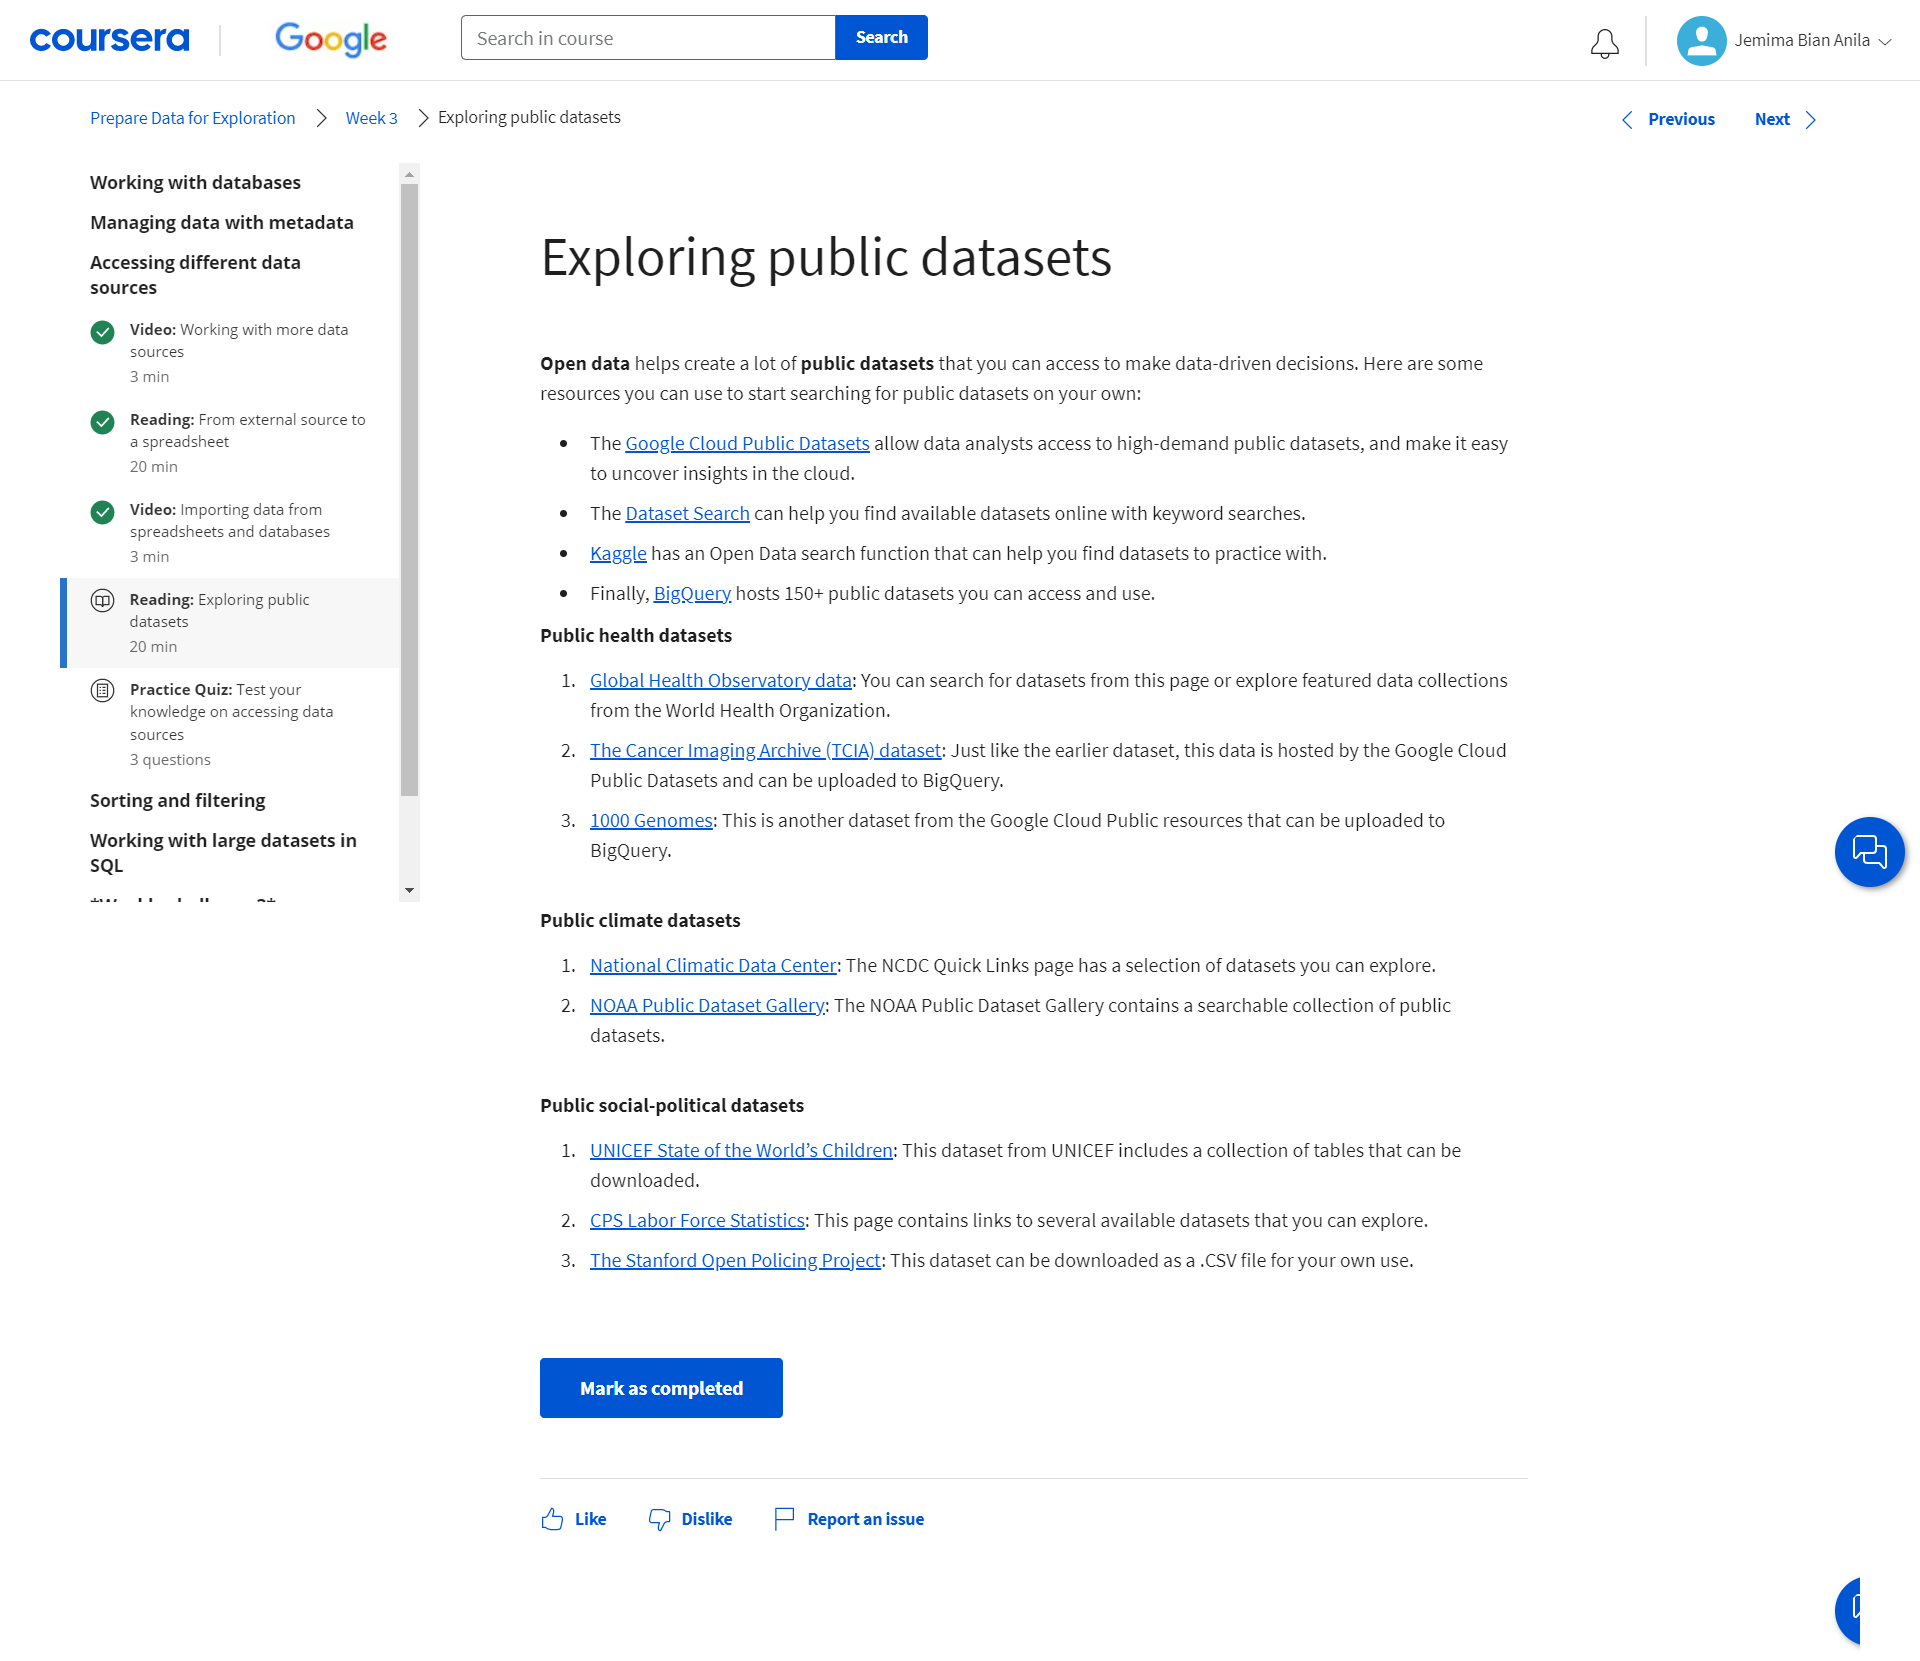 coursera
Google
Search in course
Search
Jemima Bian Anila
Prepare Data for Exploration
Week 3
Exploring public datasets
Previous
Next
Working with databases
Managing data with metadata
Accessing different data
sources
Video: Working with more data
sources
3 min
Reading: From external source to
a spreadsheet
20 min
Video: Importing data from
spreadsheets and databases
3 min
Reading: Exploring public
datasets
20 min
Practice Quiz: Test your
knowledge on accessing data
sources
3 questions
Sorting and filtering
Working with large datasets in
SQL
Exploring public datasets
Open data helps create a lot of public datasets that you can access to make data-driven decisions. Here are some
resources you can use to start searching for public datasets on your own:
The Google Cloud Public Datasets allow data analysts access to high-demand public datasets, and make it easy
to uncover insights in the cloud.
The Dataset Search can help you find available datasets online with keyword searches.
Kaggle has an Open Data search function that can help you find datasets to practice with.
Finally, BigQuery hosts 150+ public datasets you can access and use.
Public health datasets
1. Global Health Observatory data: You can search for datasets from this page or explore featured data collections
from the World Health Organization.
2. The Cancer Imaging Archive (TCIA) dataset: Just like the earlier dataset, this data is hosted by the Google Cloud
Public Datasets and can be uploaded to BigQuery.
3. 1000 Genomes: This is another dataset from the Google Cloud Public resources that can be uploaded to
BigQuery.
Public climate datasets
1. National Climatic Data Center: The NCDC Quick Links page has a selection of datasets you can explore.
2. NOAA Public Dataset Gallery: The NOAA Public Dataset Gallery contains a searchable collection of public
datasets.
Public social-political datasets
1. UNICEF State of the World’s Children: This dataset from UNICEF includes a collection of tables that can be
downloaded.
2. CPS Labor Force Statistics: This page contains links to several available datasets that you can explore.
3. The Stanford Open Policing Project: This dataset can be downloaded as a .CSV file for your own use.
Mark as completed
Like
Dislike
Report an issue